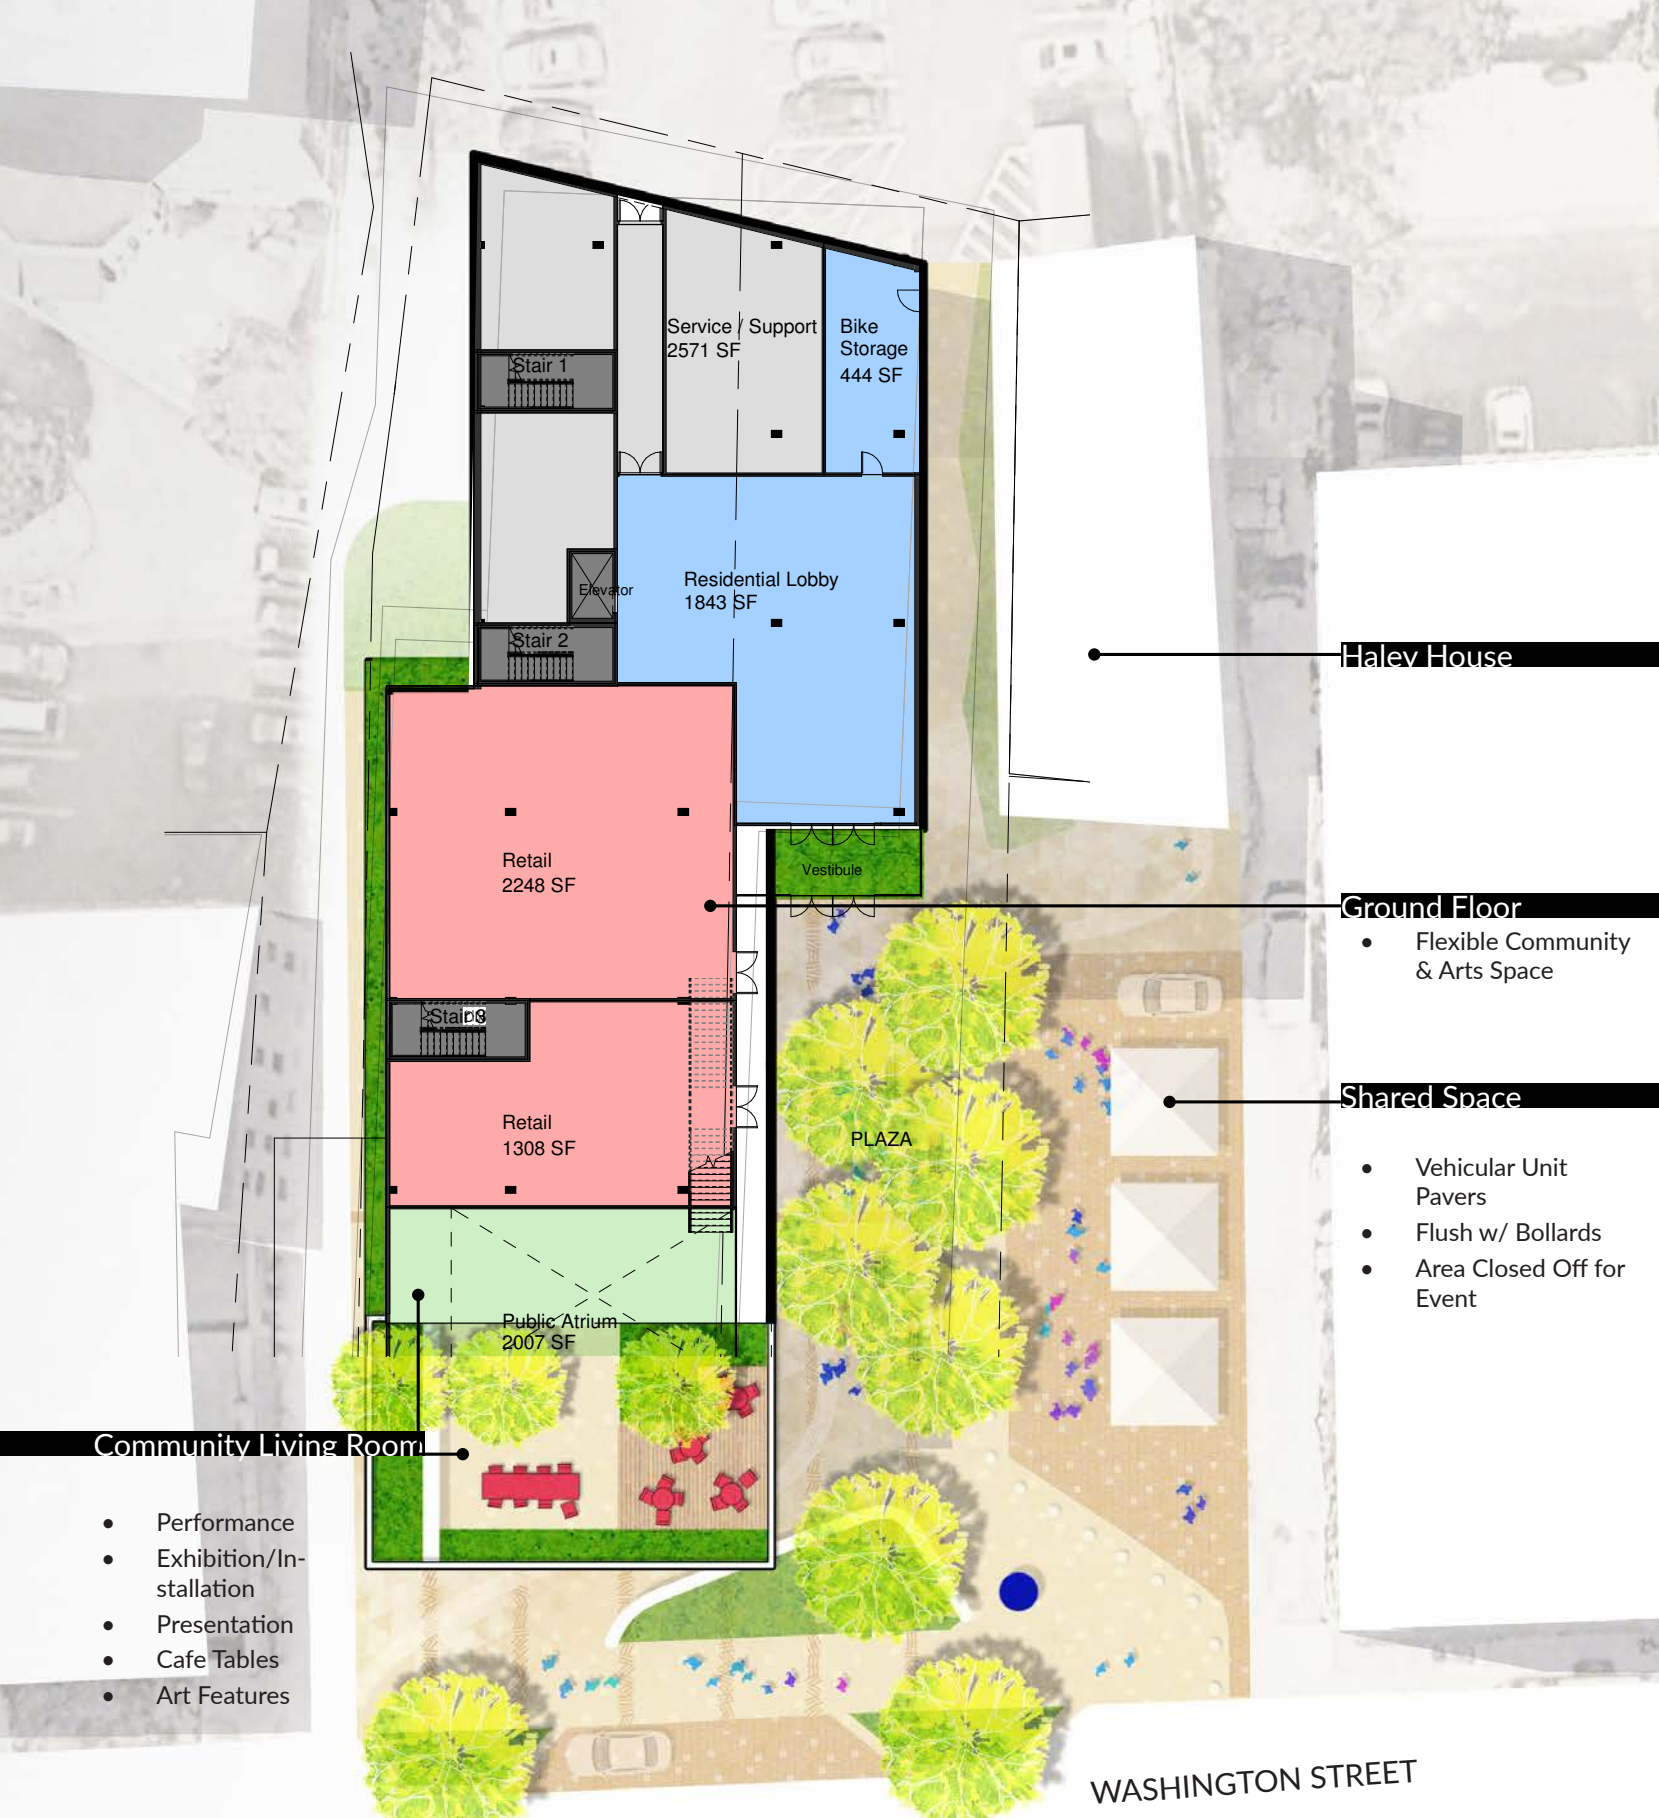 Service / Support
2571 SF
Bike
Storage
444 SF
Stair 1
Elevator
Residential Lobby
1843 SF
Stair 2
Haley House
Retail
2248 SF
Vestibule
Ground Floor
• Flexible Community
& Arts Space
Stair 3
DN
Retail
1308 SF
PLAZA
Shared Space
• Vehicular Unit
Pavers
• Flush w/ Bollards
• Area Closed Off for
Event
Public Atrium
2007 SF
Community Living Room
• Performance
• Exhibition/In-
stallation
• Presentation
• Cafe Tables
• Art Features
WASHINGTON STREET